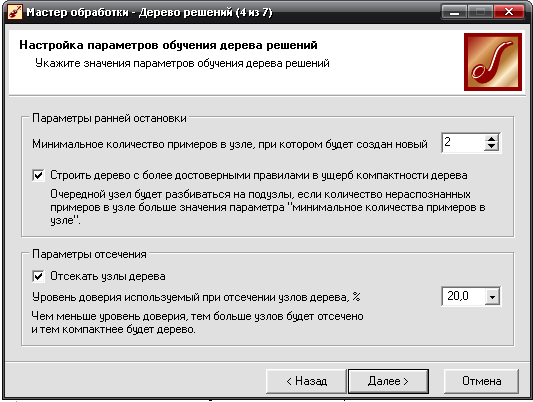 Мастер обработки - Дерево решений (4 из 7)
Настройка параметров обучения дерева решений
Укажите значения параметров обучения дерева решений
Параметры ранней остановки
Минимальное количество примеров в узле, при котором будет создан новый 2
Строить дерево с более достоверными правилами в ущерб компактности дерева
Очередной узел будет разбиваться на подузлы, если количество нераспознанных
примеров в узле больше значения параметра "минимальное количества примеров в
узле".
Параметры отсечения
Отсекать узлы дерева
Уровень доверия используемый при отсечении узлов дерева, % 20,0
Чем меньше уровень доверия, тем больше узлов будет отсечено
и тем компактнее будет дерево.
< Назад Далее > Отмена